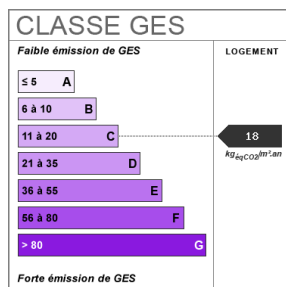 CLASSE GES
Faible émission de GES
LOGEMENT
≤ 5 A
6 à 10 B
11 à 20 C
18
kgéqCO2/m².an
21 à 35 D
36 à 55 E
56 à 80 F
> 80 G
Forte émission de GES